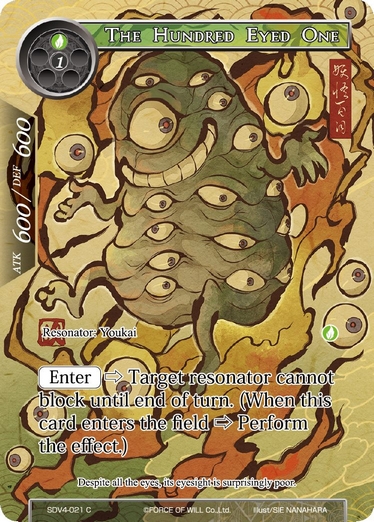 The Hundred Eyed One
1
妖怪百目
ATK 600 / DEF 600
Resonator: Youkai
Enter ⇨ Target resonator cannot
block until end of turn. (When this
card enters the field ⇨ Perform
the effect.)
Despite all the eyes, its eyesight is surprisingly poor.
SDV4-021 C ©FORCE OF WILL Co.,Ltd. Illust/SIE NANAHARA